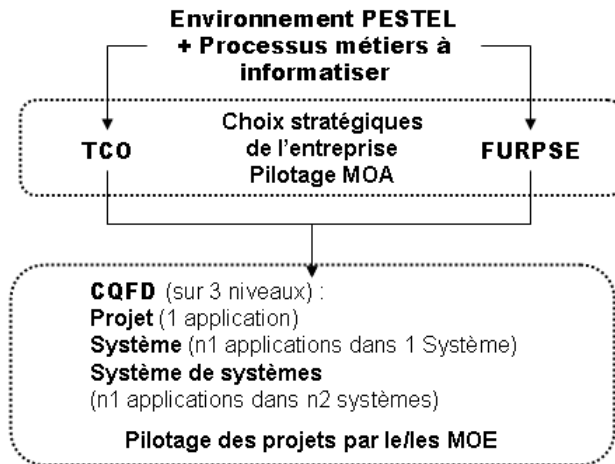 Environnement PESTEL
+ Processus métiers à
informatiser
Choix stratégiques
de l'entreprise
Pilotage MOA
TCO
FURPSE
CQFD (sur 3 niveaux) :
Projet (1 application)
Système (n1 applications dans 1 Système)
Système de systèmes
(n1 applications dans n2 systèmes)
Pilotage des projets par le/les MOE